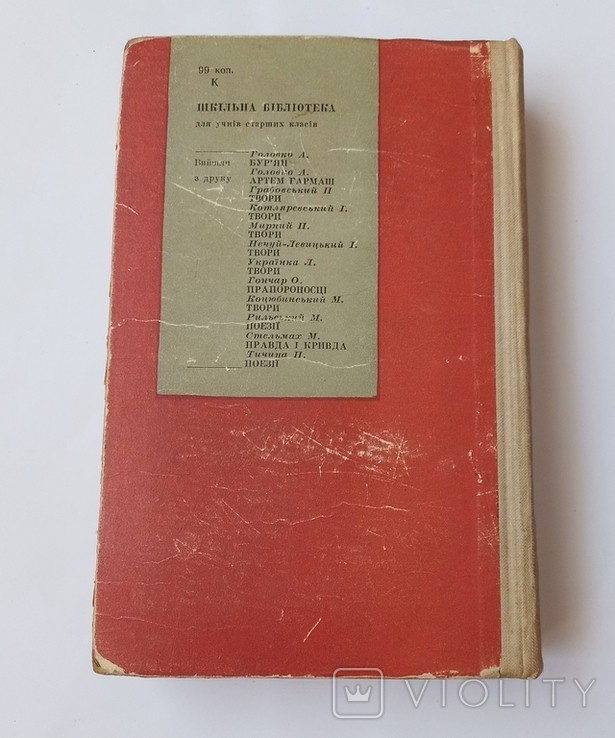 99 коп.
К
ШКІЛЬНА БІБЛІОТЕКА
для учнів старших класів
Вийшли
з друку
Головко А.
БУР'ЯН
Головко А.
АРТЕМ ГАРМАШ
Грабовський П
ТВОРИ
Котляревський І.
ТВОРИ
Мирний П.
ТВОРИ
Нечуй-Левицький І.
ТВОРИ
Українка Л.
ТВОРИ
Гончар О.
ПРАПОРОНОСЦІ
Коцюбинський М.
ТВОРИ
Рильський М.
ПОЕЗІЇ
Стельмах М.
ПРАВДА І КРИВДА
Тичина П.
ПОЕЗІЇ
VIOLITY